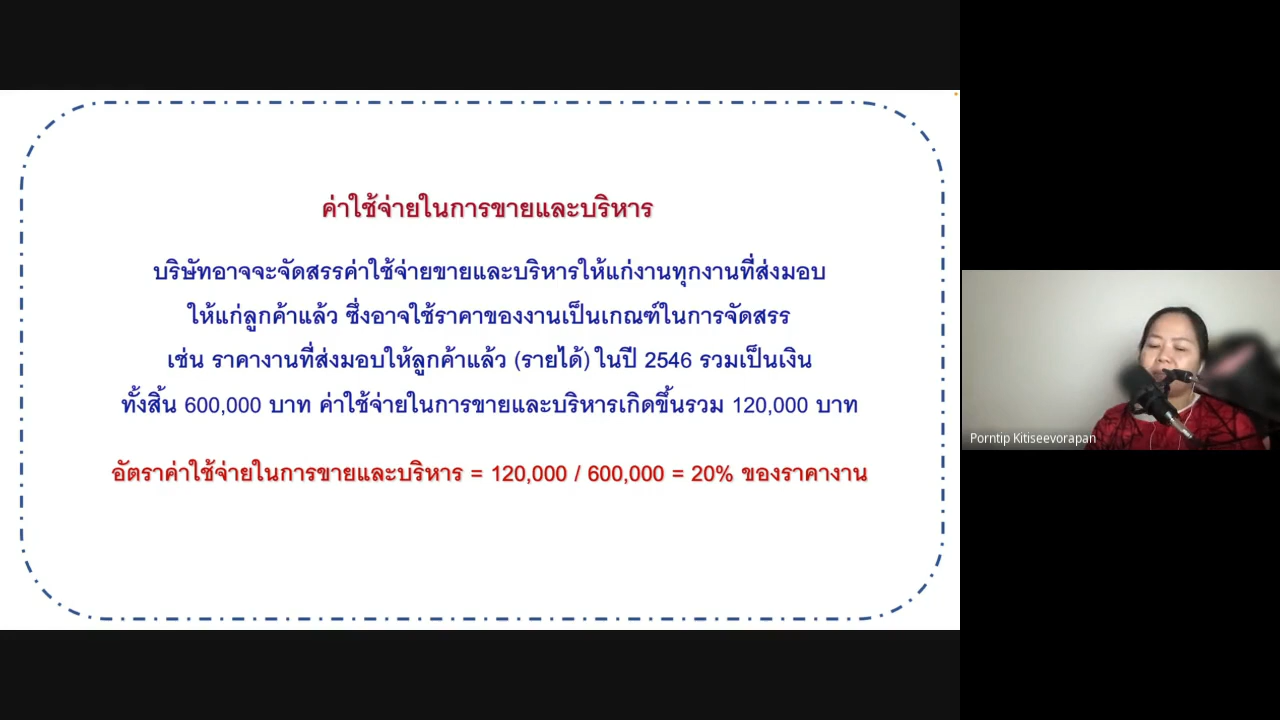 ค่าใช้จ่ายในการขายและบริหาร
บริษัทอาจจะจัดสรรค่าใช้จ่ายขายและบริหารให้แก่งานทุกงานที่ส่งมอบ
ให้แก่ลูกค้าแล้ว ซึ่งอาจใช้ราคาของงานเป็นเกณฑ์ในการจัดสรร
เช่น ราคางานที่ส่งมอบให้ลูกค้าแล้ว (รายได้) ในปี 2546 รวมเป็นเงิน
ทั้งสิ้น 600,000 บาท ค่าใช้จ่ายในการขายและบริหารเกิดขึ้นรวม 120,000 บาท
อัตราค่าใช้จ่ายในการขายและบริหาร = 120,000 / 600,000 = 20% ของราคางาน
Porntip Kitiseevorapan